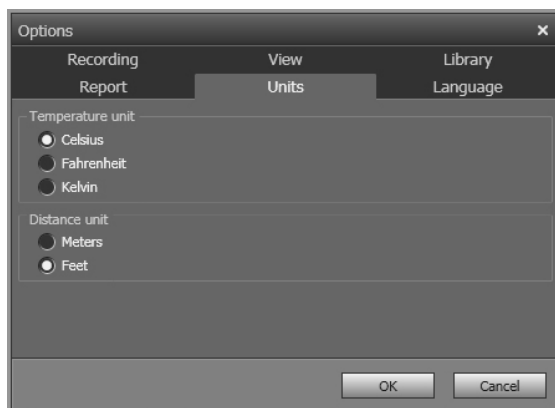 Options
Recording View Library
Report Units Language
Temperature unit
Celsius
Fahrenheit
Kelvin
Distance unit
Meters
Feet
OK Cancel